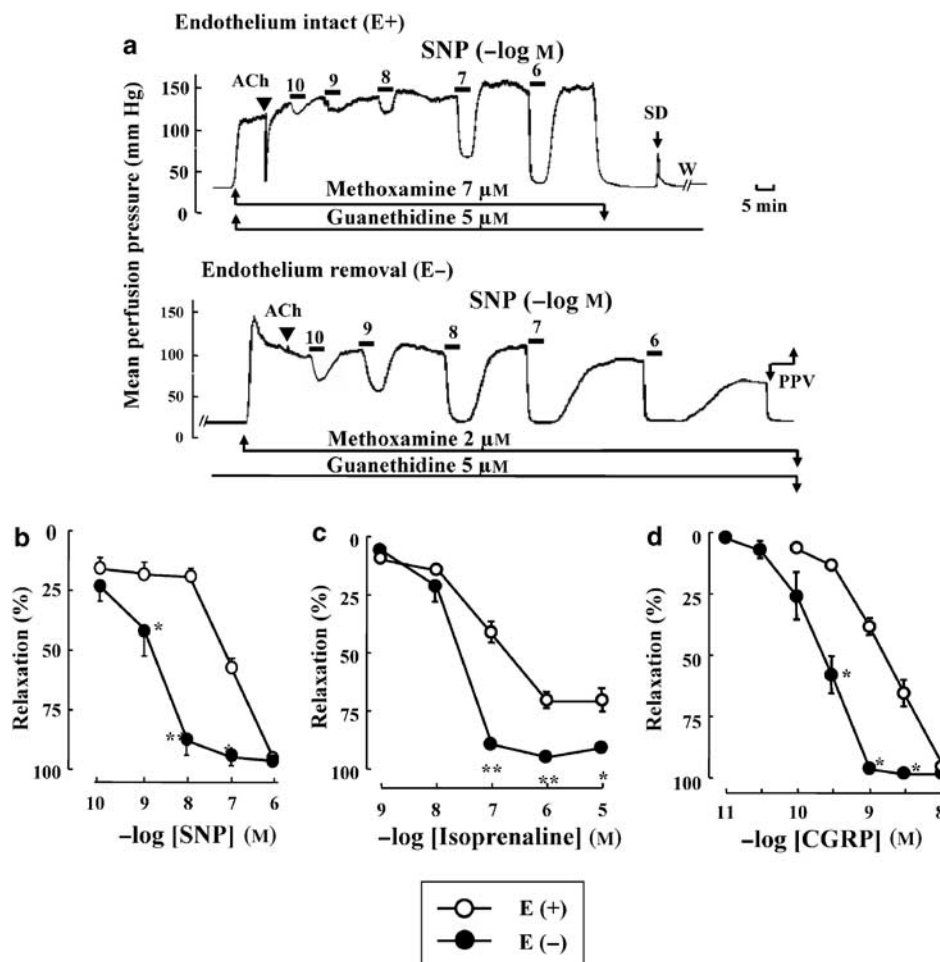 Endothelium intact (E+)
a
SNP (–log M)
ACh
10 9 8 7 6
SD
W
150
100
50
0
Methoxamine 7 µM
Guanethidine 5 µM
5 min
Mean perfusion pressure (mm Hg)
Endothelium removal (E–)
SNP (–log M)
ACh
10 9 8 7 6
PPV
150
100
50
0
Methoxamine 2 µM
Guanethidine 5 µM
b
0
25
50
75
100
Relaxation (%)
*
**
*
10 9 8 7 6
–log [SNP] (M)
c
0
25
50
75
100
Relaxation (%)
** ** *
9 8 7 6 5
–log [Isoprenaline] (M)
d
0
25
50
75
100
Relaxation (%)
*
* *
11 10 9 8
–log [CGRP] (M)
E (+)
E (–)